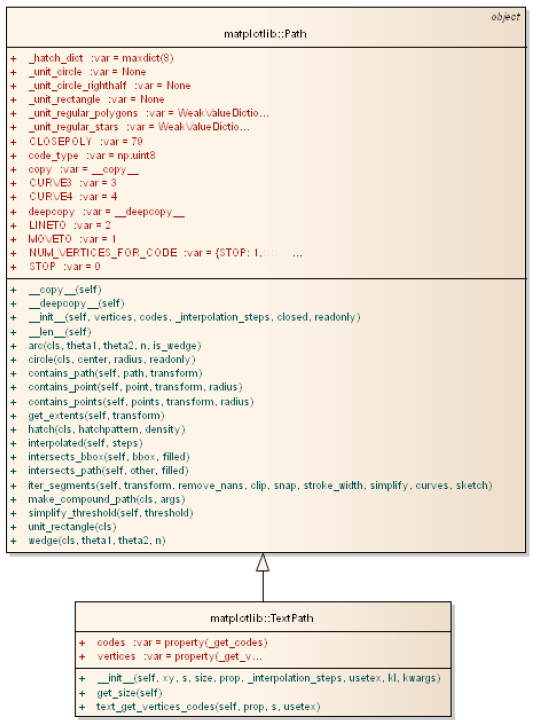 object
matplotlib::Path
+ _hatch_dict :var = maxdict(8)
+ _unit_circle :var = None
+ _unit_circle_righthalf :var = None
+ _unit_rectangle :var = None
+ _unit_regular_polygons :var = WeakValueDictio...
+ _unit_regular_stars :var = WeakValueDictio...
+ CLOSEPOLY :var = 79
+ code_type :var = np.uint8
+ copy :var = __copy__
+ CURVE3 :var = 3
+ CURVE4 :var = 4
+ deepcopy :var = __deepcopy__
+ LINETO :var = 2
+ MOVETO :var = 1
+ NUM_VERTICES_FOR_CODE :var = {STOP: 1, ...
+ STOP :var = 0
+ __copy__(self)
+ __deepcopy__(self)
+ __init__(self, vertices, codes, _interpolation_steps, closed, readonly)
+ __len__(self)
+ arc(cls, theta1, theta2, n, is_wedge)
+ circle(cls, center, radius, readonly)
+ contains_path(self, path, transform)
+ contains_point(self, point, transform, radius)
+ contains_points(self, points, transform, radius)
+ get_extents(self, transform)
+ hatch(cls, hatchpattern, density)
+ interpolated(self, steps)
+ intersects_bbox(self, bbox, filled)
+ intersects_path(self, other, filled)
+ iter_segments(self, transform, remove_nans, clip, snap, stroke_width, simplify, curves, sketch)
+ make_compound_path(cls, args)
+ simplify_threshold(self, threshold)
+ unit_rectangle(cls)
+ wedge(cls, theta1, theta2, n)
matplotlib::TextPath
+ codes :var = property(_get_codes)
+ vertices :var = property(_get_v...
+ __init__(self, xy, s, size, prop, _interpolation_steps, usetex, kl, kwargs)
+ get_size(self)
+ text_get_vertices_codes(self, prop, s, usetex)